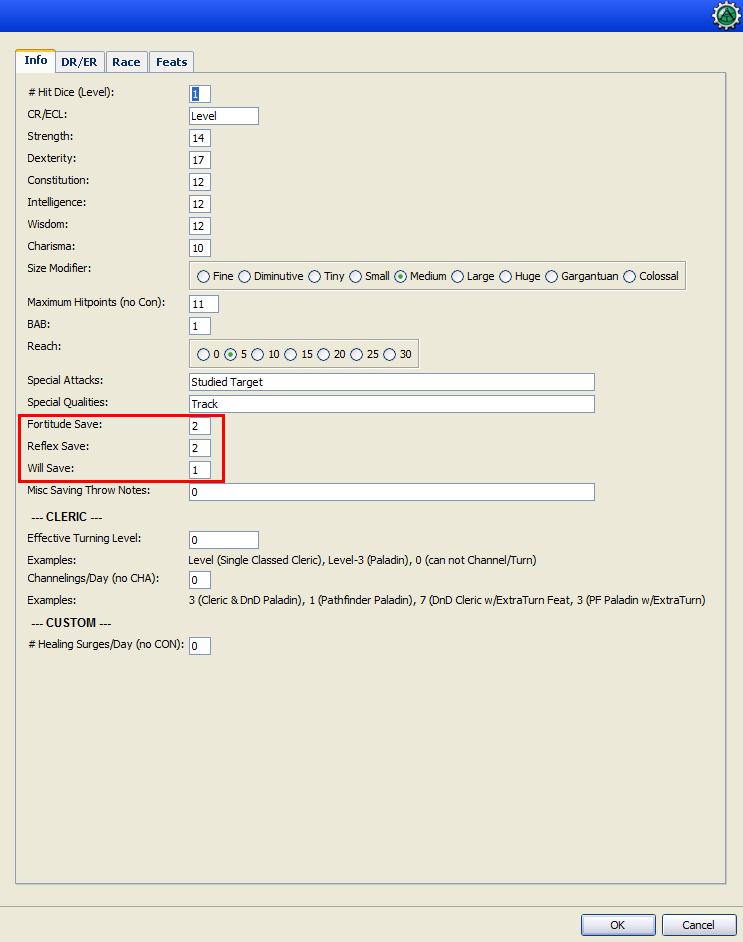 Info DR/ER Race Feats
# Hit Dice (Level): 1
CR/ECL: Level
Strength: 14
Dexterity: 17
Constitution: 12
Intelligence: 12
Wisdom: 12
Charisma: 10
Size Modifier: Fine Diminutive Tiny Small Medium Large Huge Gargantuan Colossal
Maximum Hitpoints (no Con): 11
BAB: 1
Reach: 0 5 10 15 20 25 30
Special Attacks: Studied Target
Special Qualities: Track
Fortitude Save: 2
Reflex Save: 2
Will Save: 1
Misc Saving Throw Notes: 0
--- CLERIC ---
Effective Turning Level: 0
Examples: Level (Single Classed Cleric), Level-3 (Paladin), 0 (can not Channel/Turn)
Channelings/Day (no CHA): 0
Examples: 3 (Cleric & DnD Paladin), 1 (Pathfinder Paladin), 7 (DnD Cleric w/ExtraTurn Feat, 3 (PF Paladin w/ExtraTurn)
--- CUSTOM ---
# Healing Surges/Day (no CON): 0
OK Cancel